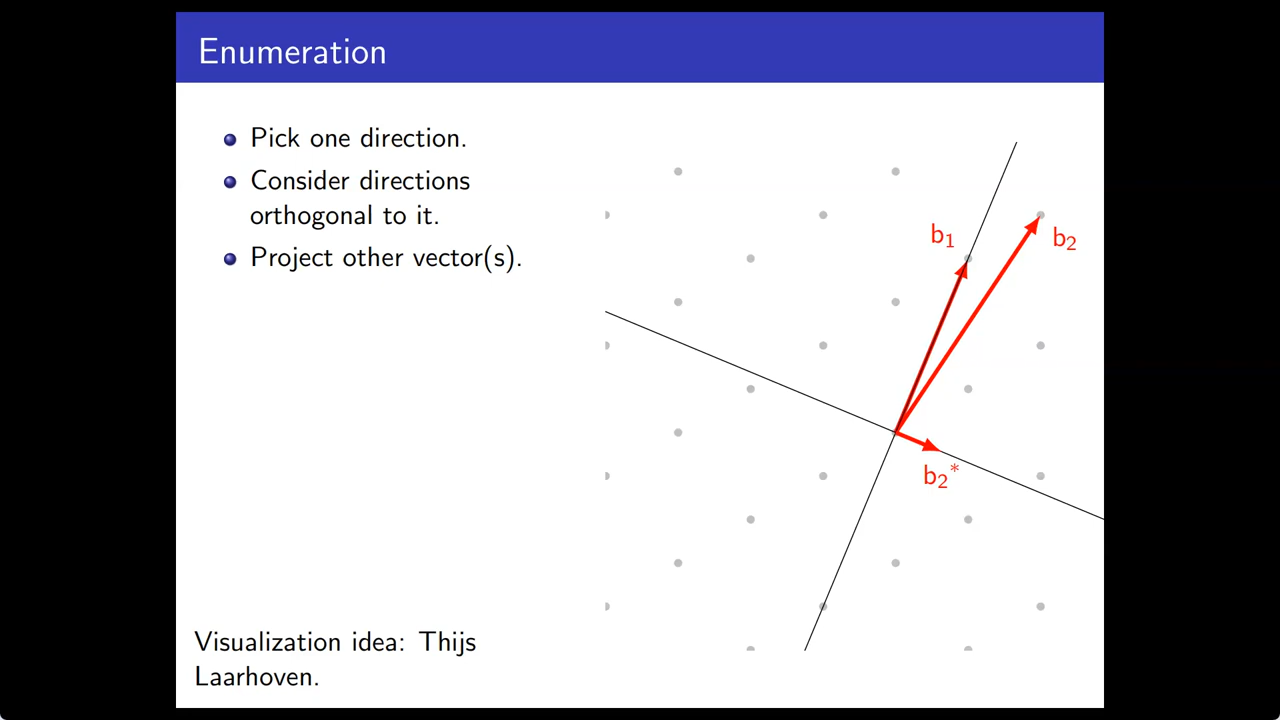 Enumeration
Pick one direction.
Consider directions
orthogonal to it.
Project other vector(s).
b₁
b₂
b₂*
Visualization idea: Thijs
Laarhoven.